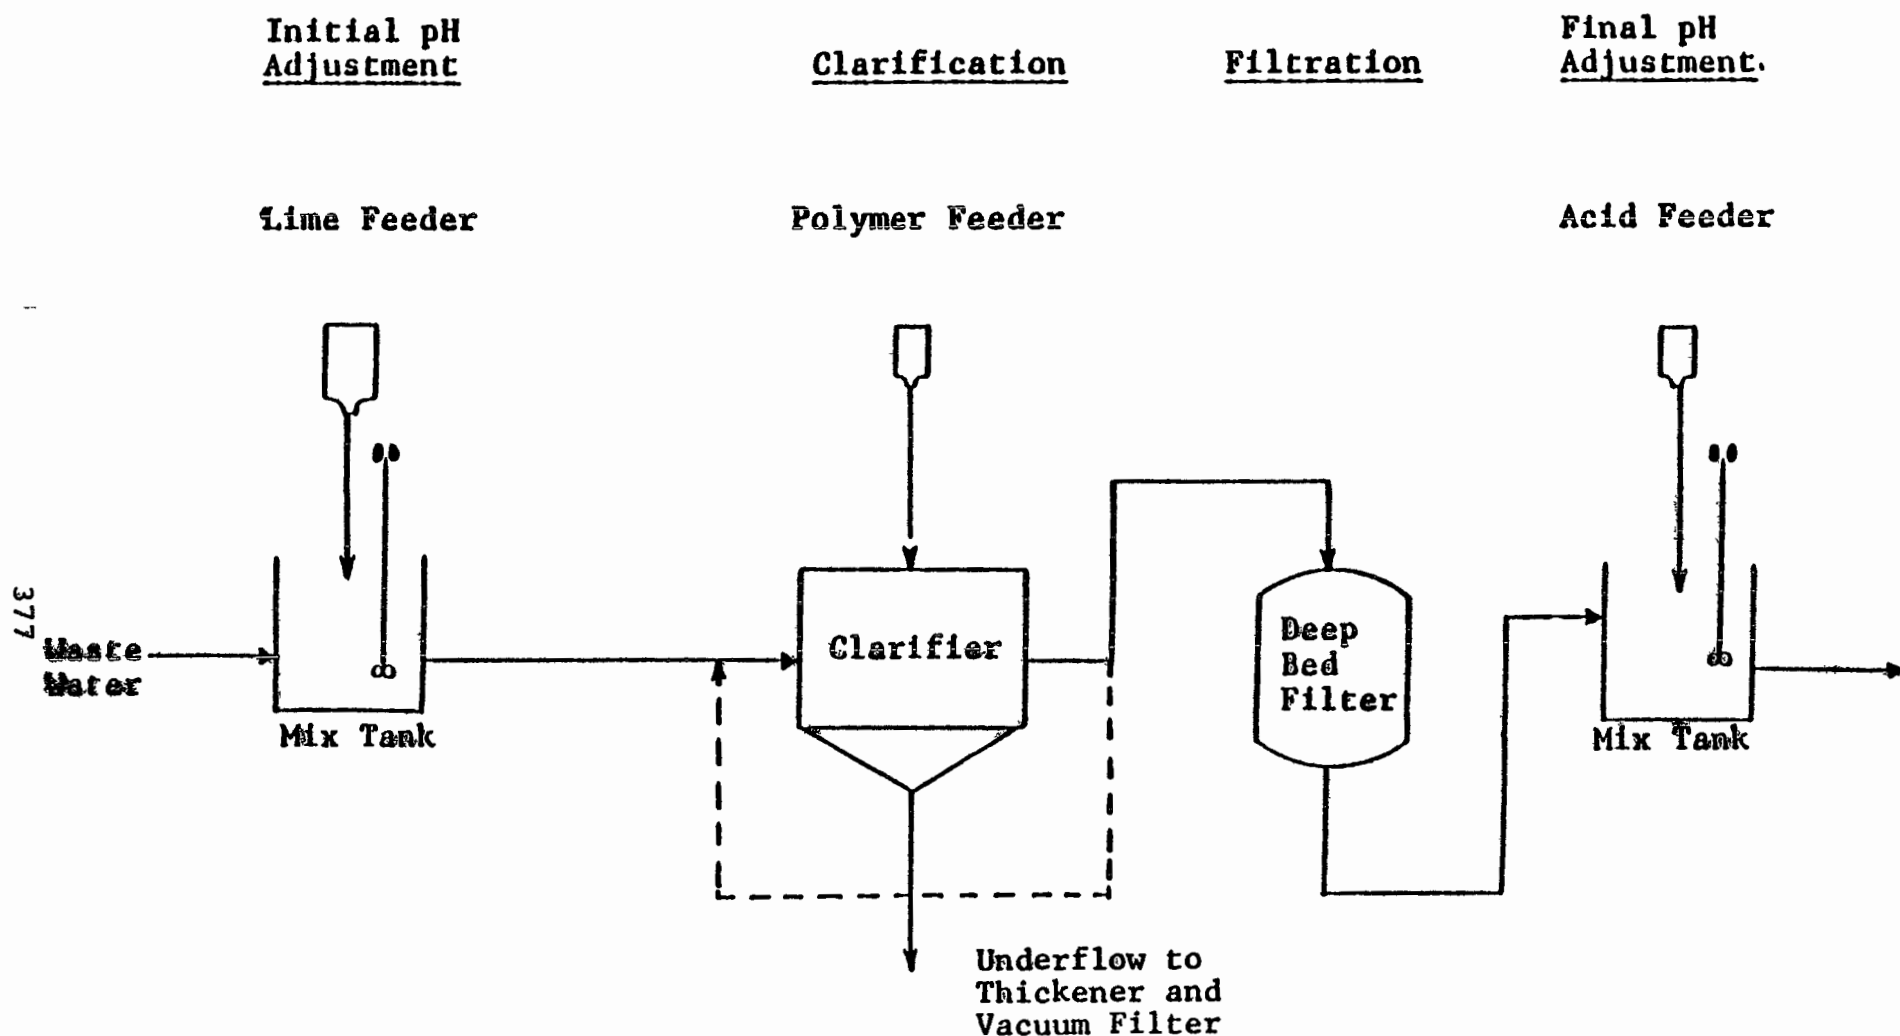 Initial pH
Adjustment
Clarification
Filtration
Final pH
Adjustment.
Lime Feeder
Polymer Feeder
Acid Feeder
377
Waste
Water
Mix Tank
Clarifier
Deep
Bed
Filter
Mix Tank
Underflow to
Thickener and
Vacuum Filter